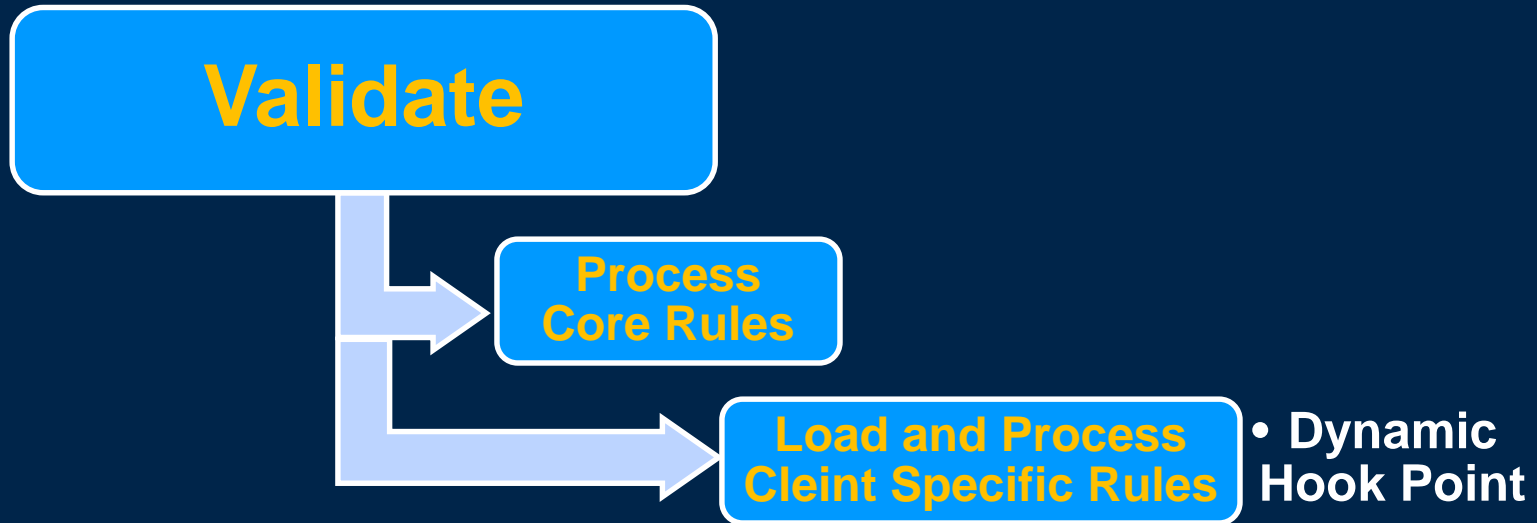 Validate
Process
Core Rules
Load and Process
Cleint Specific Rules
• Dynamic
Hook Point